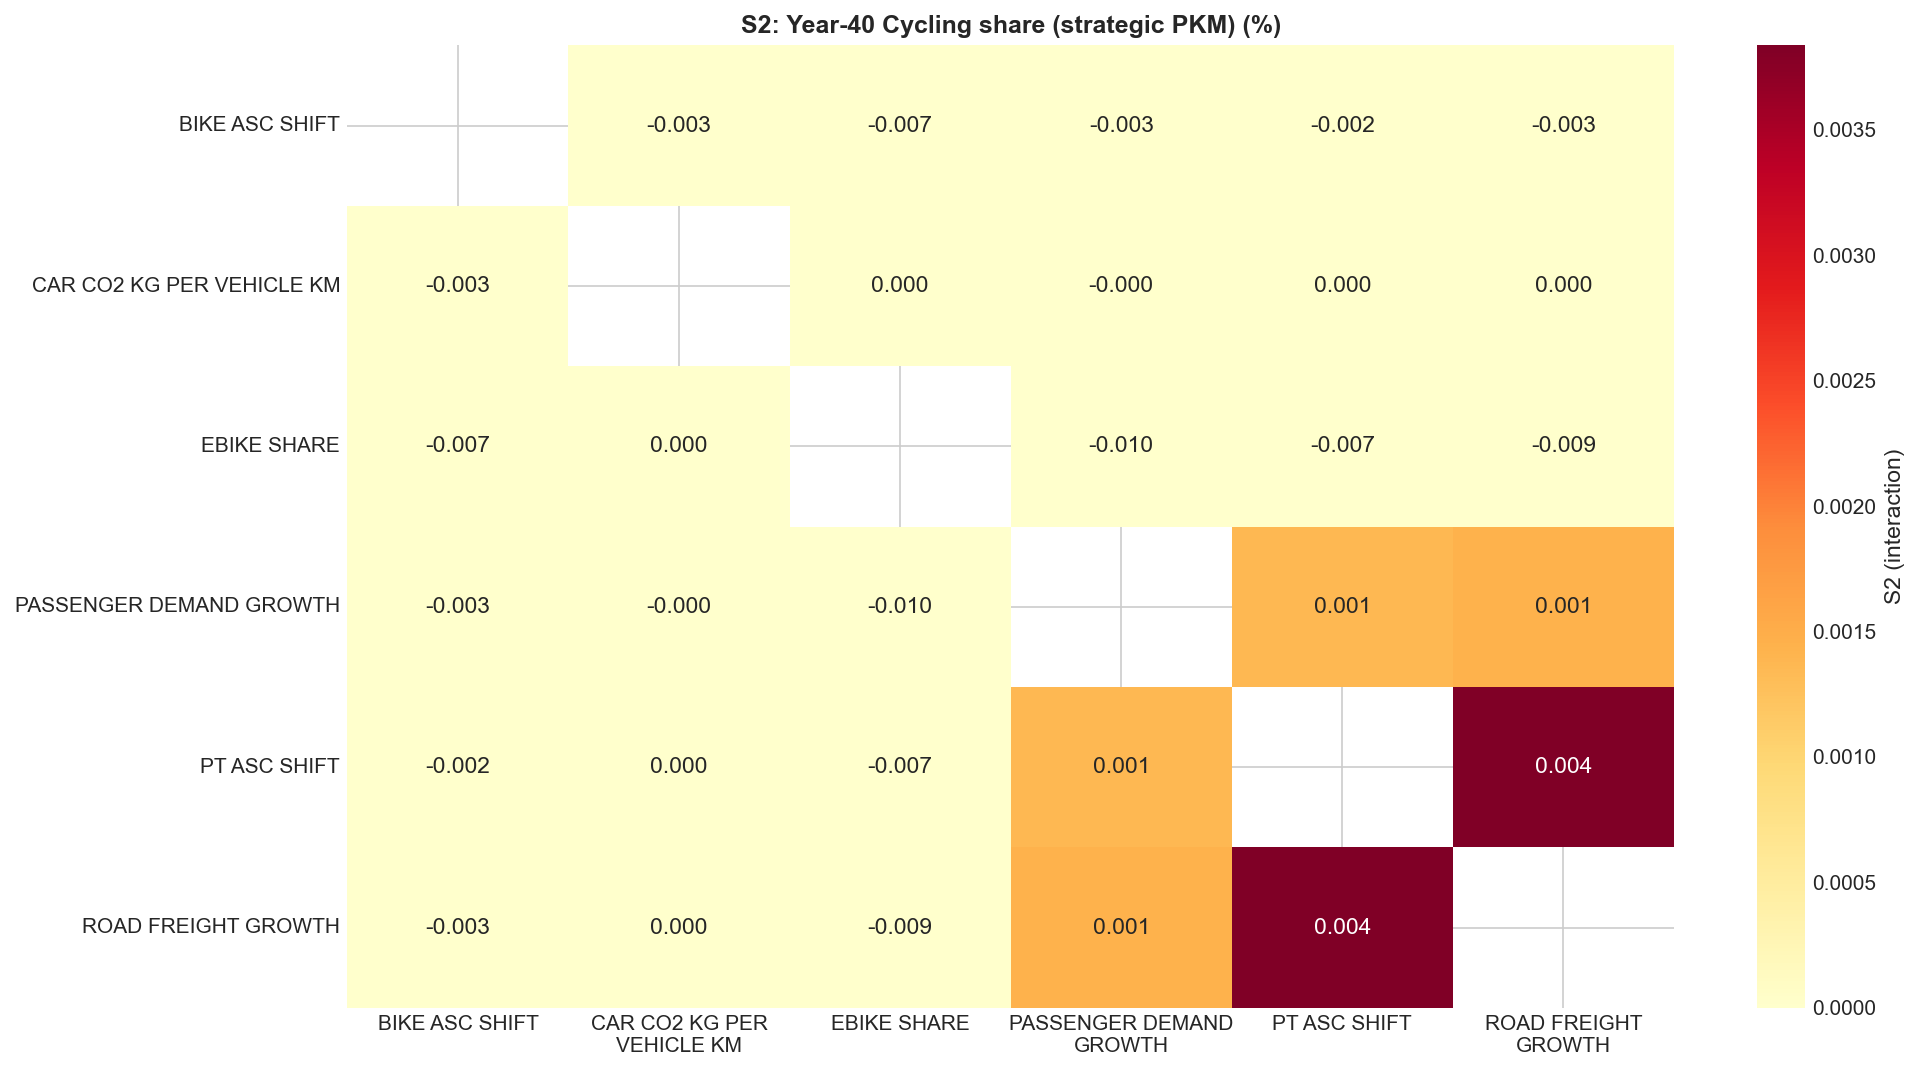 S2: Year-40 Cycling share (strategic PKM) (%)
BIKE ASC SHIFT
-0.003
-0.007
-0.003
-0.002
-0.003
CAR CO2 KG PER VEHICLE KM
-0.003
0.000
-0.000
0.000
0.000
EBIKE SHARE
-0.007
0.000
-0.010
-0.007
-0.009
PASSENGER DEMAND GROWTH
-0.003
-0.000
-0.010
0.001
0.001
PT ASC SHIFT
-0.002
0.000
-0.007
0.001
0.004
ROAD FREIGHT GROWTH
-0.003
0.000
-0.009
0.001
0.004
BIKE ASC SHIFT
CAR CO2 KG PER
VEHICLE KM
EBIKE SHARE
PASSENGER DEMAND
GROWTH
PT ASC SHIFT
ROAD FREIGHT
GROWTH
0.0035
0.0030
0.0025
0.0020
0.0015
0.0010
0.0005
0.0000
S2 (interaction)